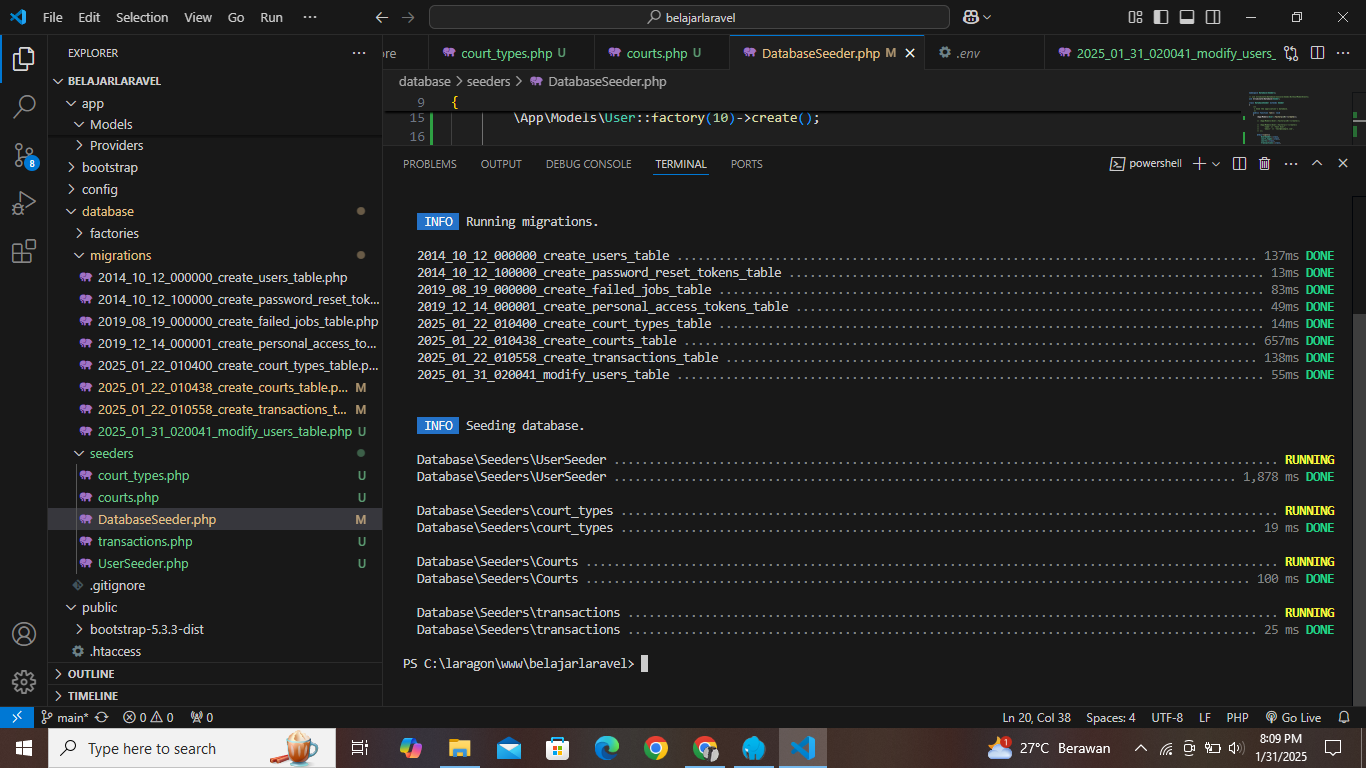 File Edit Selection View Go Run ··· belajarlaravel
EXPLORER ···
BELAJARLARAVEL
app
Models
Providers
bootstrap
config
database
factories
migrations
2014_10_12_000000_create_users_table.php
2014_10_12_100000_create_password_reset_tok...
2019_08_19_000000_create_failed_jobs_table.php
2019_12_14_000001_create_personal_access_to...
2025_01_22_010400_create_court_types_table.p...
2025_01_22_010438_create_courts_table.p... M
2025_01_22_010558_create_transactions_t... M
2025_01_31_020041_modify_users_table.php U
seeders
court_types.php U
courts.php U
DatabaseSeeder.php M
transactions.php U
UserSeeder.php U
.gitignore
public
bootstrap-5.3.3-dist
.htaccess
OUTLINE
TIMELINE
8
ore court_types.php U courts.php U DatabaseSeeder.php M .env 2025_01_31_020041_modify_users_ ···
database > seeders > DatabaseSeeder.php
9 {
15 \App\Models\User::factory(10)->create();
16
PROBLEMS OUTPUT DEBUG CONSOLE TERMINAL PORTS powershell ···
INFO Running migrations.
2014_10_12_000000_create_users_table .......... 137ms DONE
2014_10_12_100000_create_password_reset_tokens_table .......... 13ms DONE
2019_08_19_000000_create_failed_jobs_table .......... 83ms DONE
2019_12_14_000001_create_personal_access_tokens_table .......... 49ms DONE
2025_01_22_010400_create_court_types_table .......... 14ms DONE
2025_01_22_010438_create_courts_table .......... 657ms DONE
2025_01_22_010558_create_transactions_table .......... 138ms DONE
2025_01_31_020041_modify_users_table .......... 55ms DONE
INFO Seeding database.
Database\Seeders\UserSeeder .......... RUNNING
Database\Seeders\UserSeeder .......... 1,878 ms DONE
Database\Seeders\court_types .......... RUNNING
Database\Seeders\court_types .......... 19 ms DONE
Database\Seeders\Courts .......... RUNNING
Database\Seeders\Courts .......... 100 ms DONE
Database\Seeders\transactions .......... RUNNING
Database\Seeders\transactions .......... 25 ms DONE
PS C:\laragon\www\belajarlaravel>
main* 0 0 0 Ln 20, Col 38 Spaces: 4 UTF-8 LF PHP Go Live
Type here to search 1 27°C Berawan 8:09 PM
1/31/2025